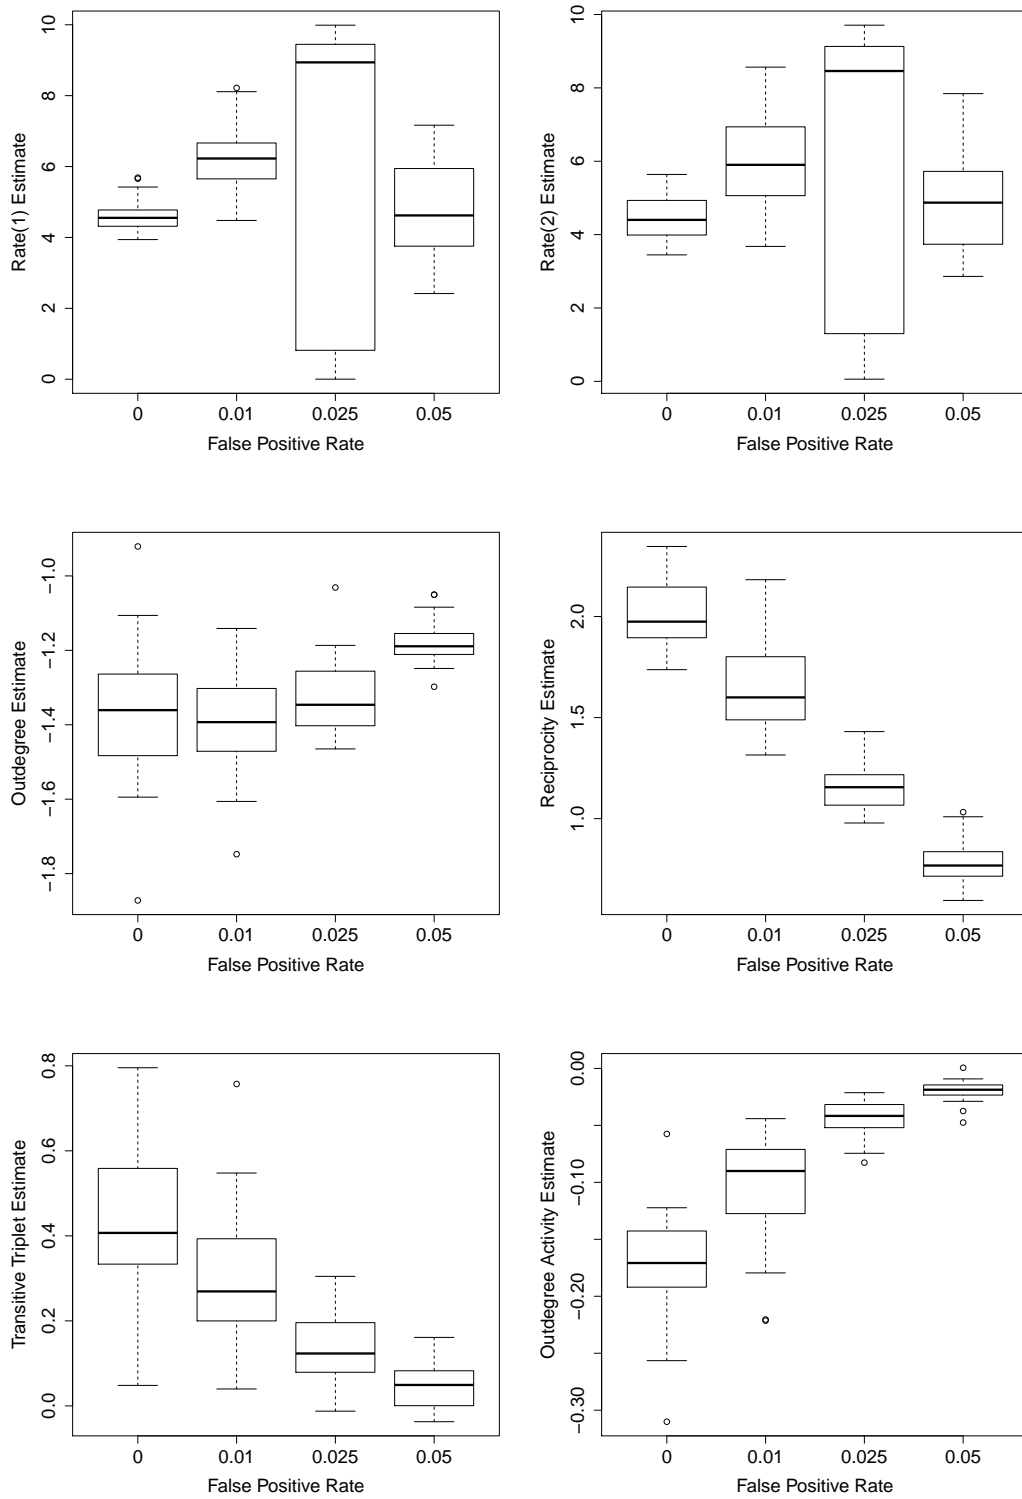 Rate(1) Estimate
0 2 4 6 8 10
0 0.01 0.025 0.05
False Positive Rate
Rate(2) Estimate
0 2 4 6 8 10
0 0.01 0.025 0.05
False Positive Rate
Outdegree Estimate
−1.8 −1.6 −1.4 −1.2 −1.0
0 0.01 0.025 0.05
False Positive Rate
Reciprocity Estimate
1.0 1.5 2.0
0 0.01 0.025 0.05
False Positive Rate
Transitive Triplet Estimate
0.0 0.2 0.4 0.6 0.8
0 0.01 0.025 0.05
False Positive Rate
Outdegree Activity Estimate
−0.30 −0.20 −0.10 0.00
0 0.01 0.025 0.05
False Positive Rate